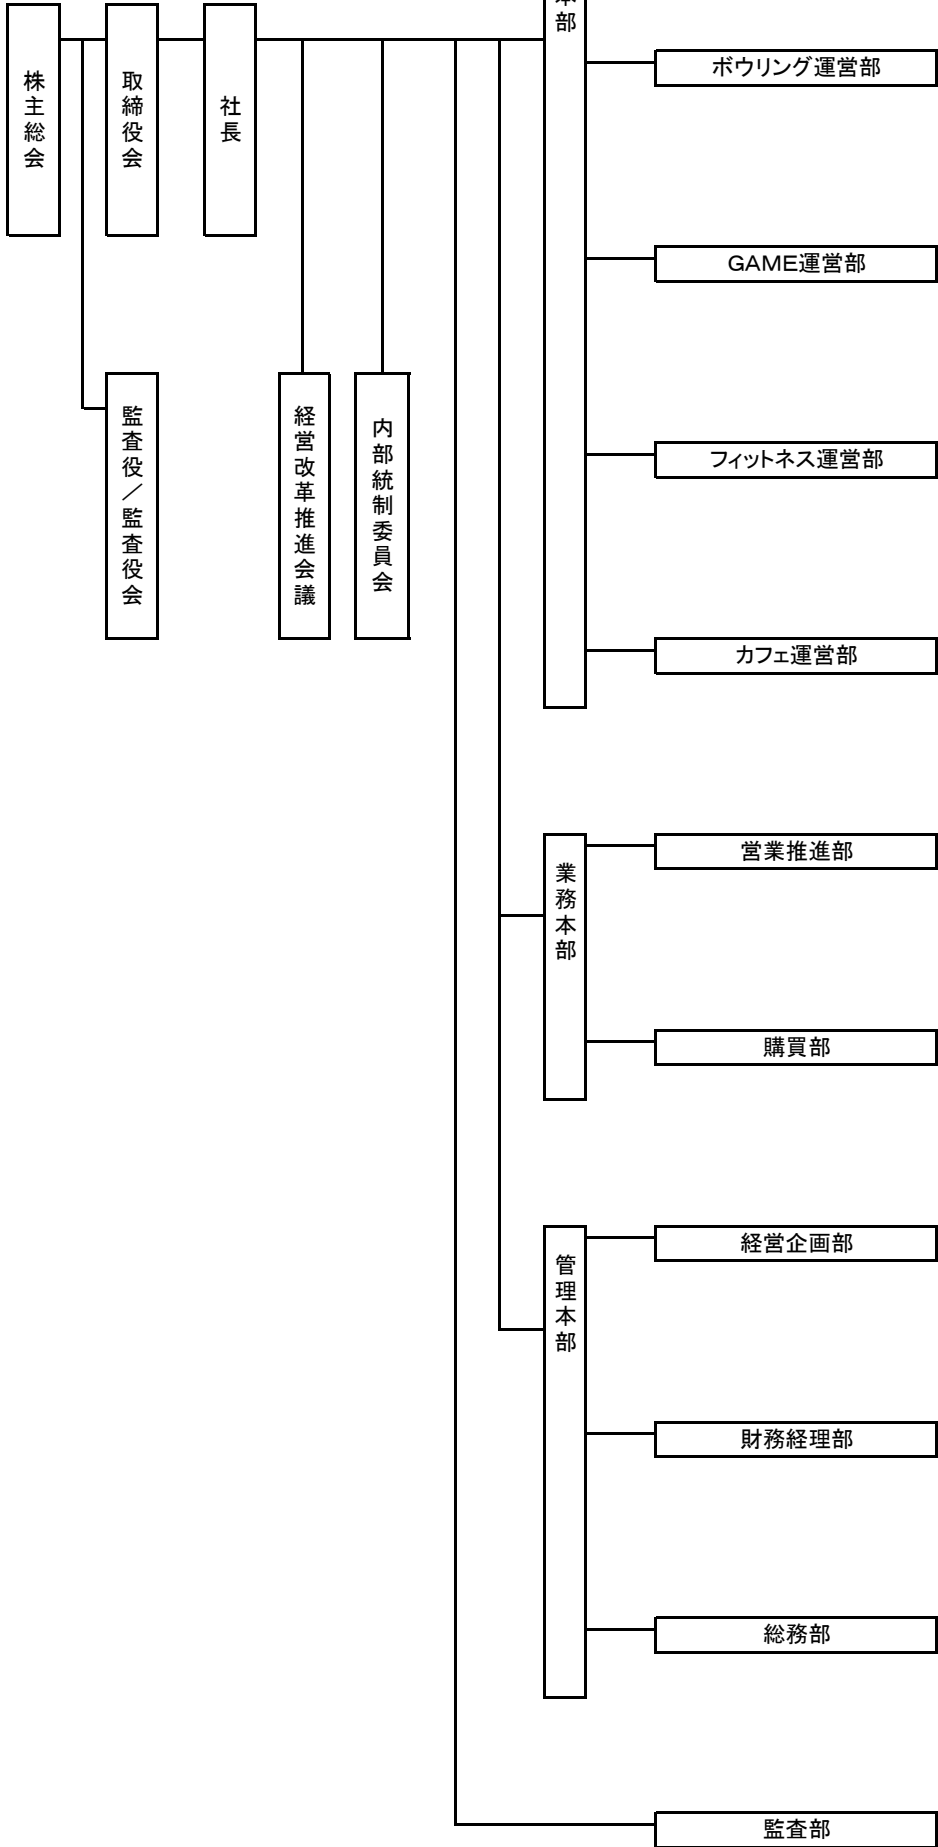 株主総会
取締役会
社長
監査役／監査役会
経営改革推進会議
内部統制委員会
部
ボウリング運営部
GAME運営部
フィットネス運営部
カフェ運営部
業務本部
営業推進部
購買部
管理本部
経営企画部
財務経理部
総務部
監査部